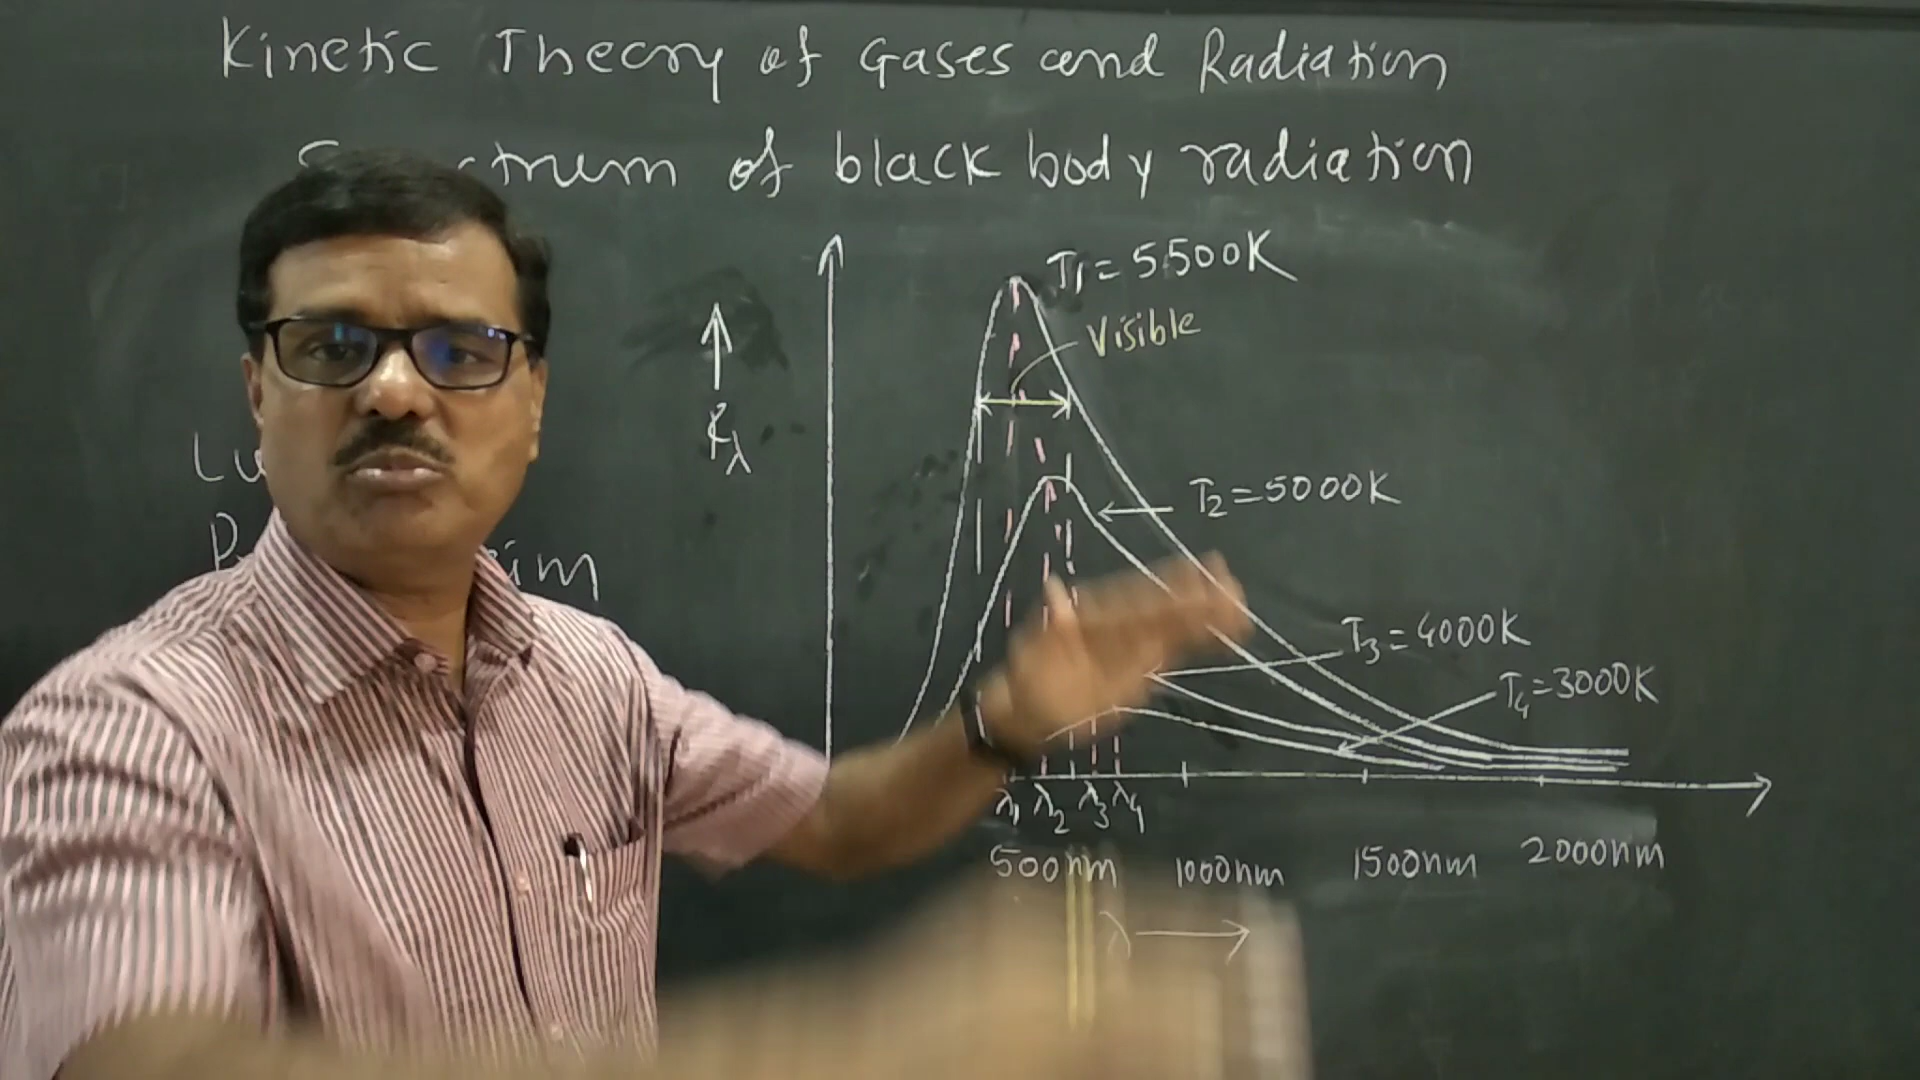 Kinetic Theory of Gases and Radiation
of black body radiation
T1 = 5500K
Visible
Rλ
T2 = 5000K
T3 = 4000K
T4 = 3000K
λ1 λ2 λ3 λ4
500nm 1000nm 1500nm 2000nm
λ